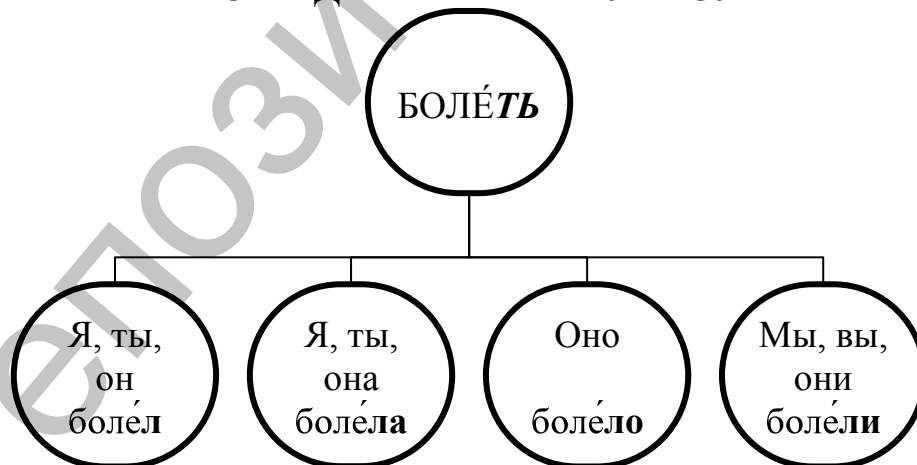 БОЛЕ́ТЬ
Я, ты,
он
боле́л
Я, ты,
она
боле́ла
Оно
боле́ло
Мы, вы,
они
боле́ли